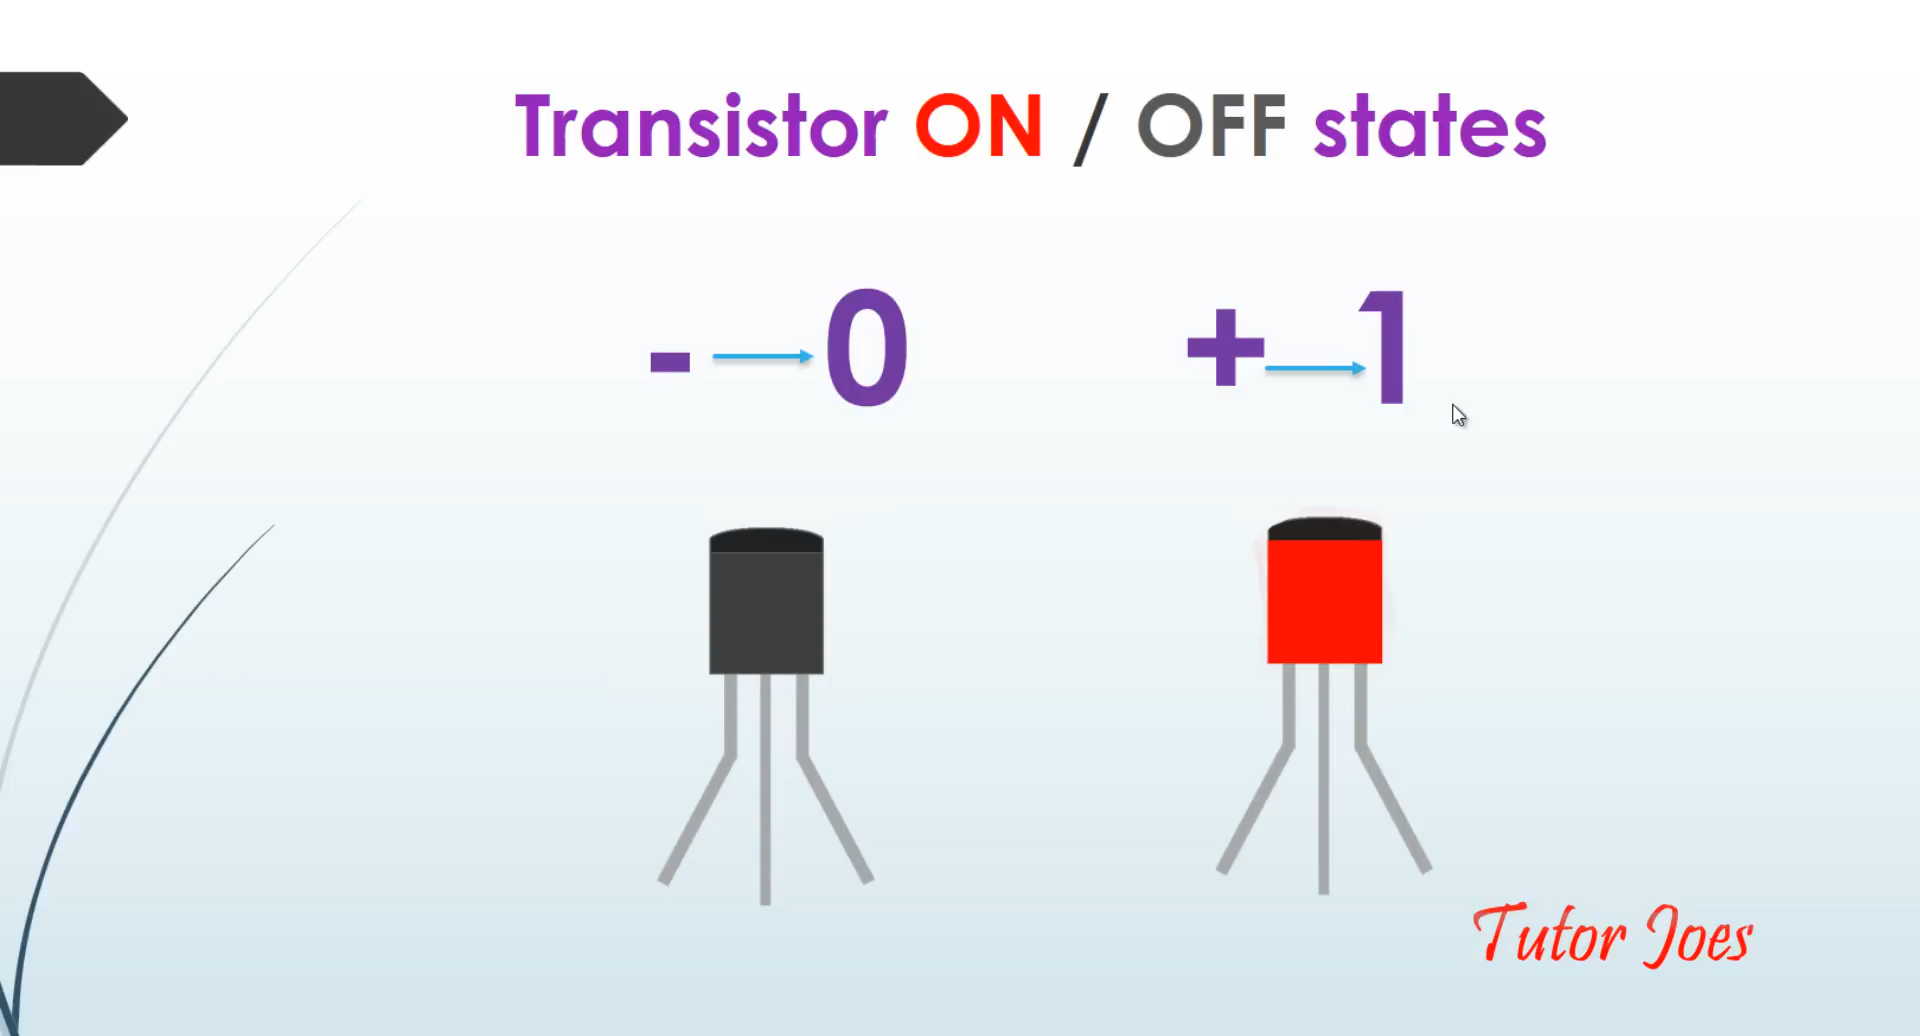 Transistor ON / OFF states
- 0 + 1
Tutor Joes